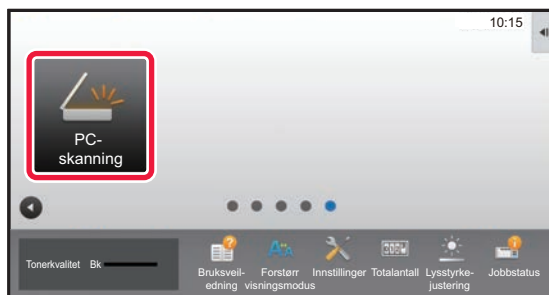 10:15
PC-
skanning
Tonerkvalitet Bk
Bruksveil-
edning
Forstørr
visningsmodus
Innstillinger
Totalantall
Lysstyrke-
justering
Jobbstatus